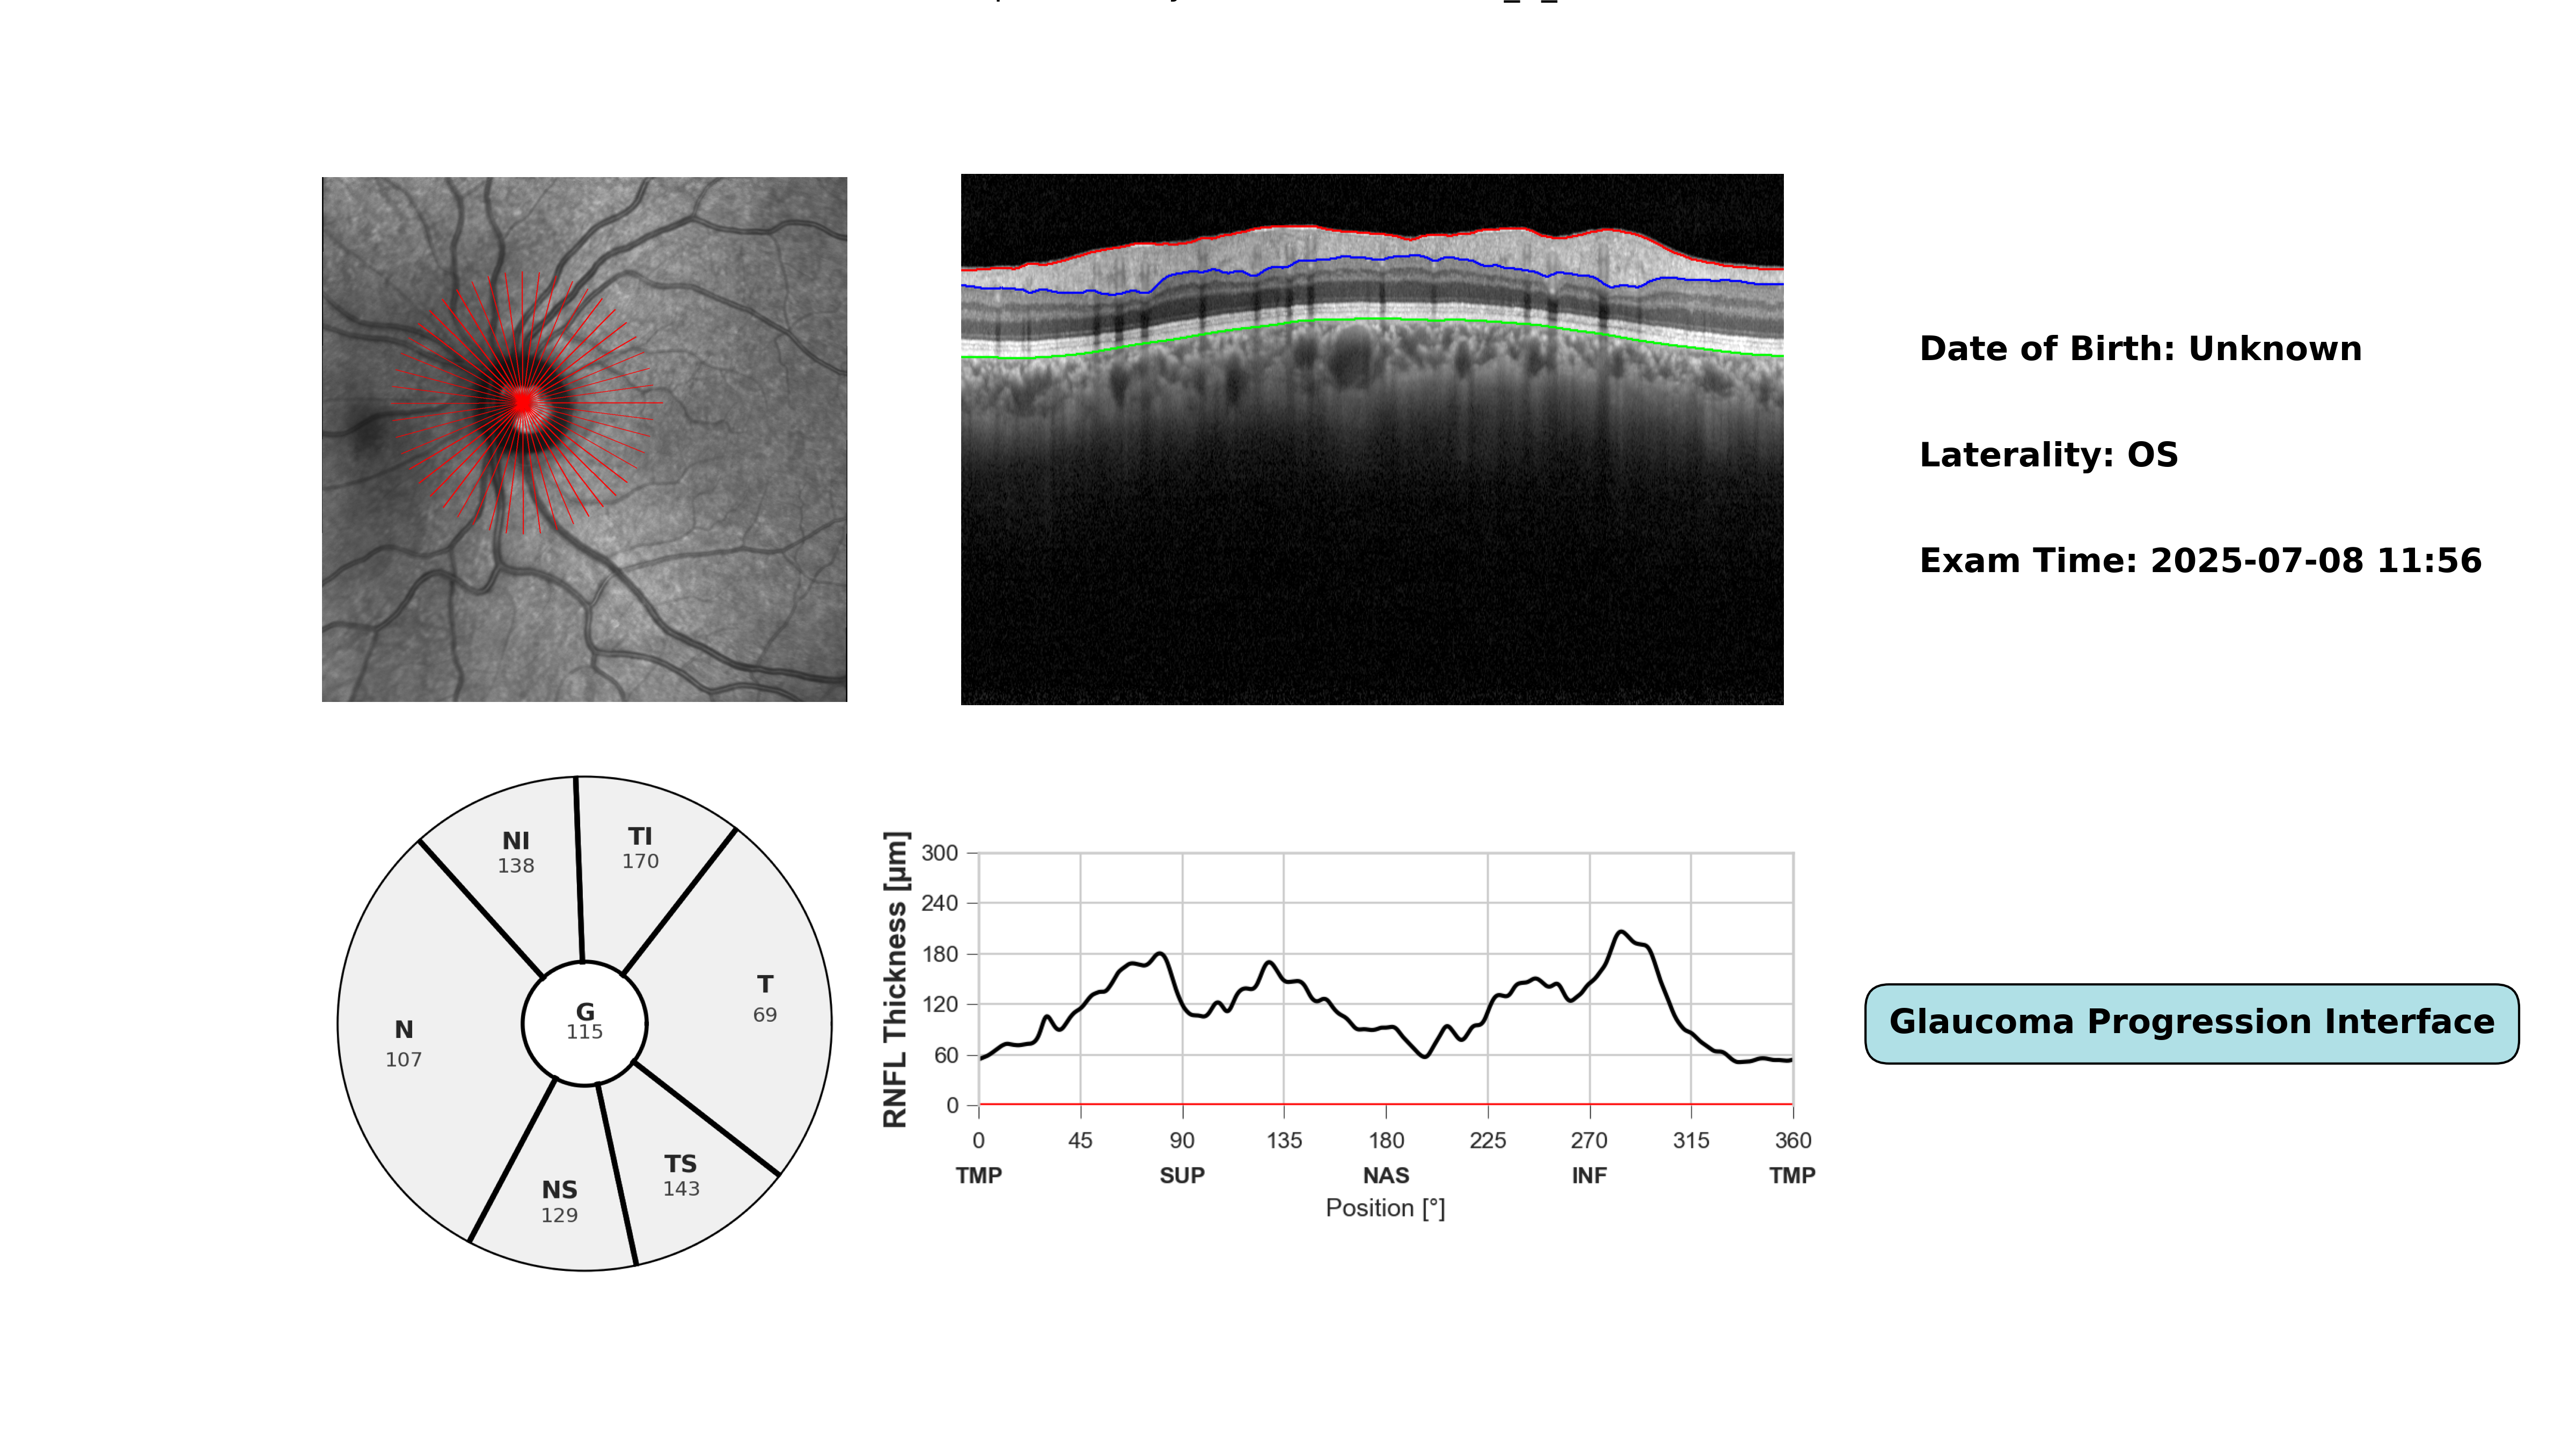 Date of Birth: Unknown
Laterality: OS
Exam Time: 2025-07-08 11:56
NI
138
TI
170
T
69
G
115
N
107
TS
143
NS
129
RNFL Thickness [µm]
300
240
180
120
60
0
0 45 90 135 180 225 270 315 360
TMP SUP NAS INF TMP
Position [°]
Glaucoma Progression Interface